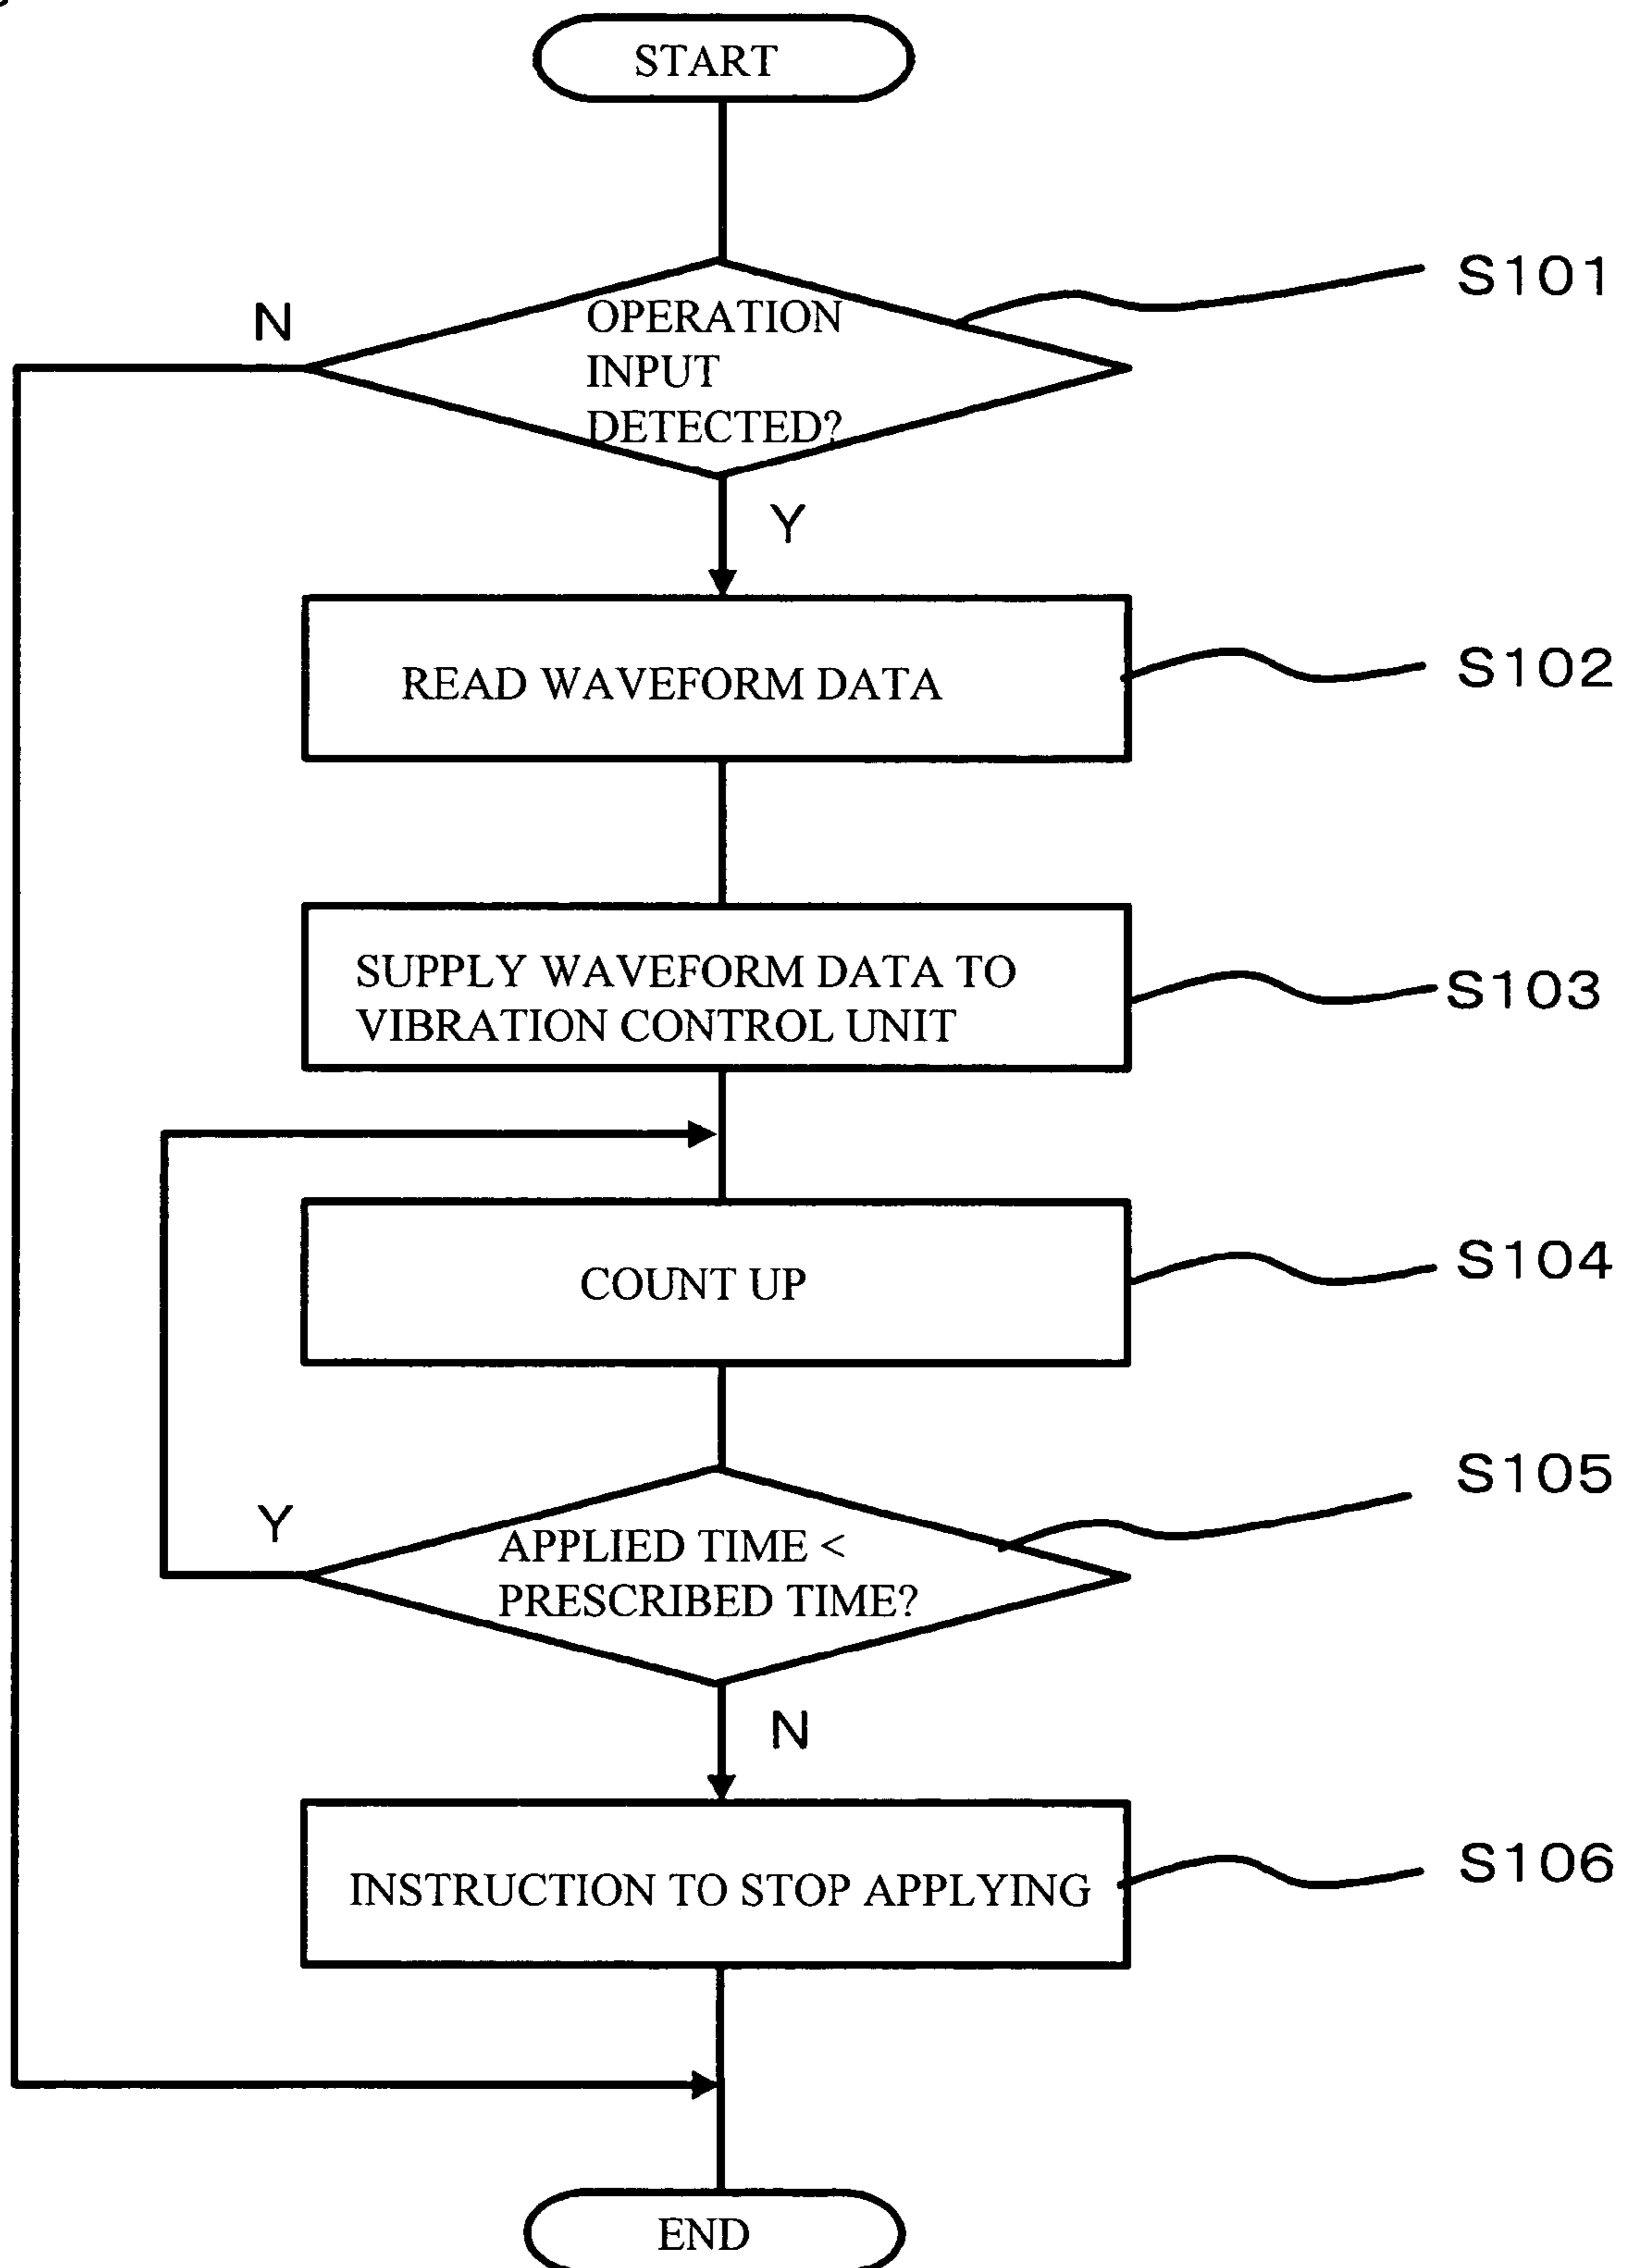 START
S101
N
OPERATION
INPUT
DETECTED?
Y
READ WAVEFORM DATA
S102
SUPPLY WAVEFORM DATA TO
VIBRATION CONTROL UNIT
S103
COUNT UP
S104
S105
Y
APPLIED TIME <
PRESCRIBED TIME?
N
INSTRUCTION TO STOP APPLYING
S106
END